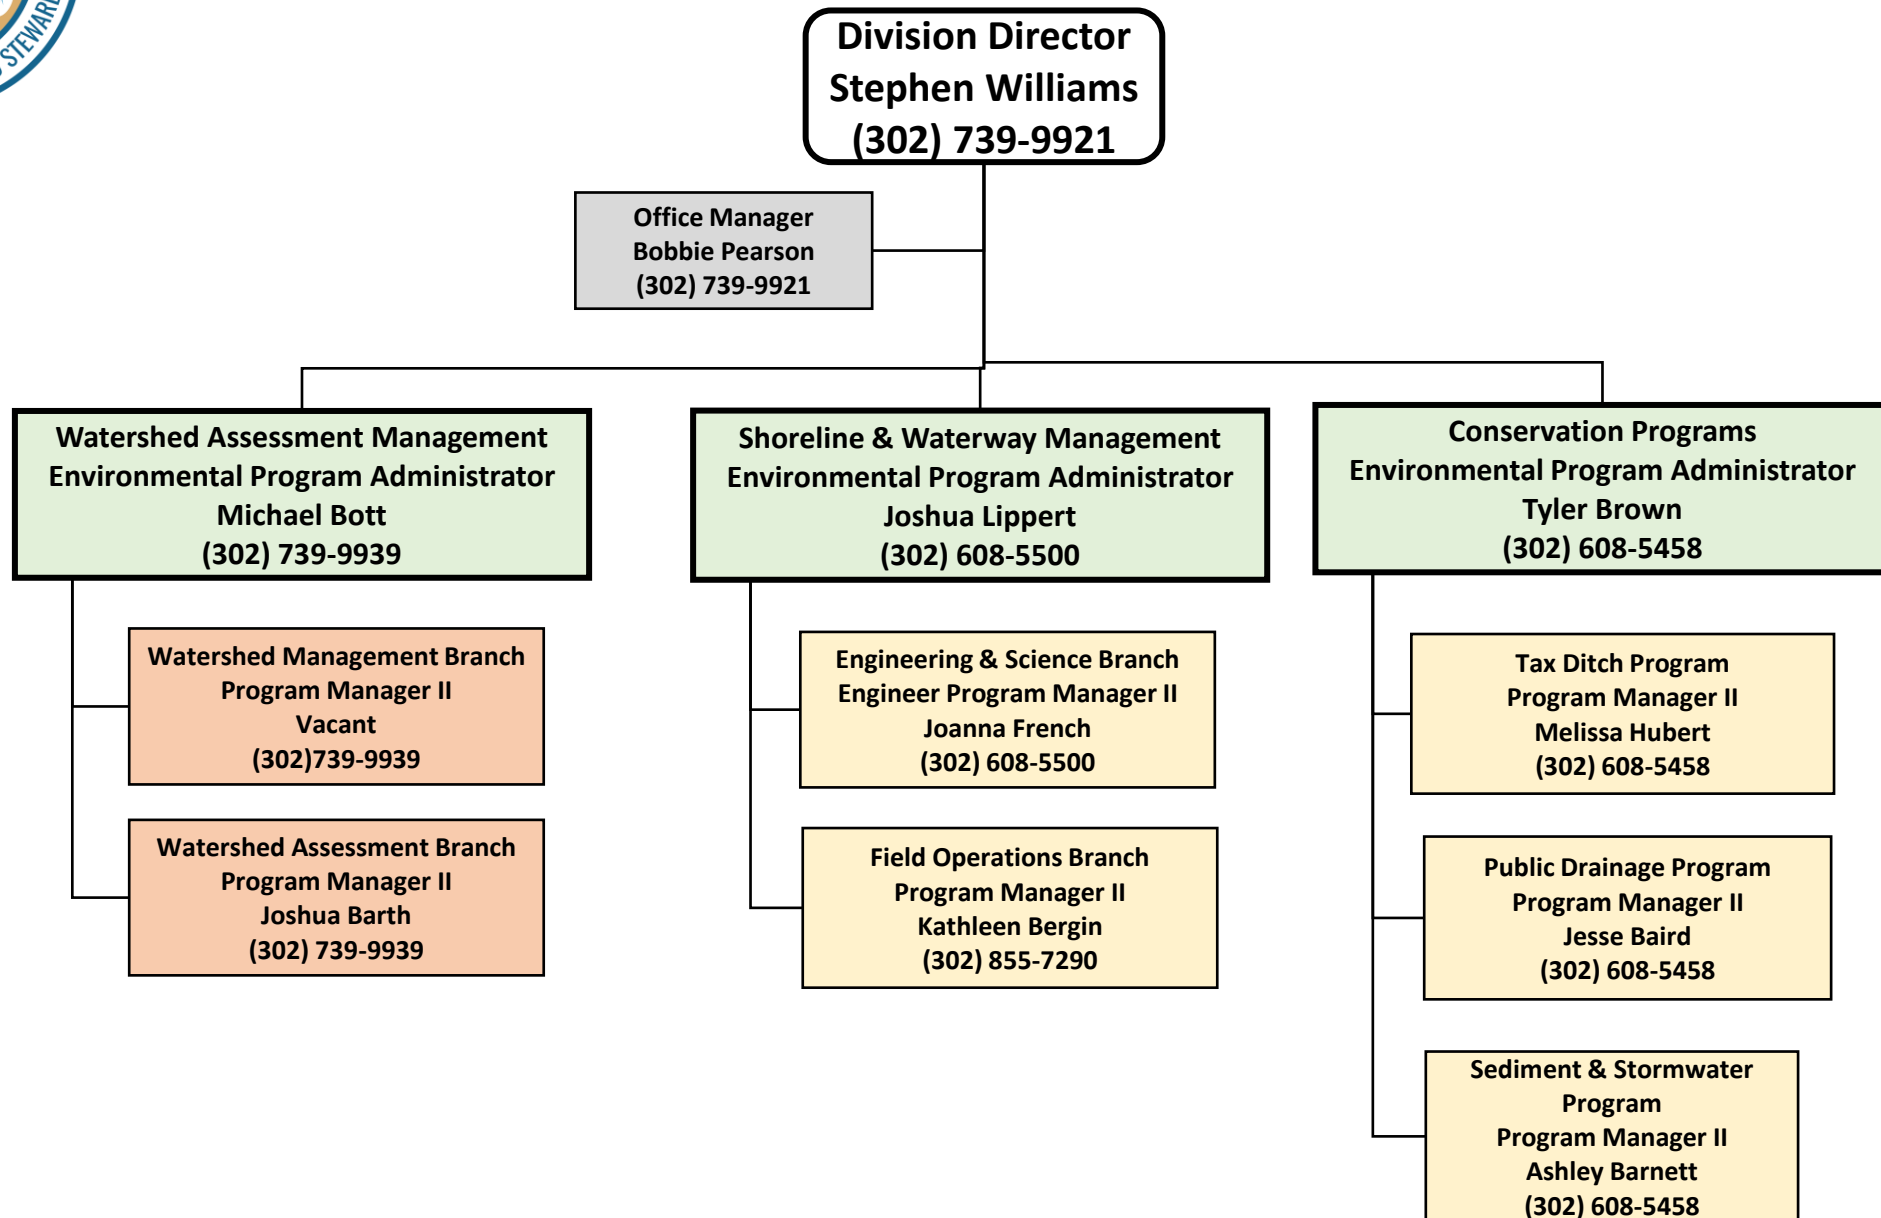 STEWARD
Division Director
Stephen Williams
(302) 739-9921
Office Manager
Bobbie Pearson
(302) 739-9921
Watershed Assessment Management
Environmental Program Administrator
Michael Bott
(302) 739-9939
Shoreline & Waterway Management
Environmental Program Administrator
Joshua Lippert
(302) 608-5500
Conservation Programs
Environmental Program Administrator
Tyler Brown
(302) 608-5458
Watershed Management Branch
Program Manager II
Vacant
(302)739-9939
Watershed Assessment Branch
Program Manager II
Joshua Barth
(302) 739-9939
Engineering & Science Branch
Engineer Program Manager II
Joanna French
(302) 608-5500
Field Operations Branch
Program Manager II
Kathleen Bergin
(302) 855-7290
Tax Ditch Program
Program Manager II
Melissa Hubert
(302) 608-5458
Public Drainage Program
Program Manager II
Jesse Baird
(302) 608-5458
Sediment & Stormwater
Program
Program Manager II
Ashley Barnett
(302) 608-5458